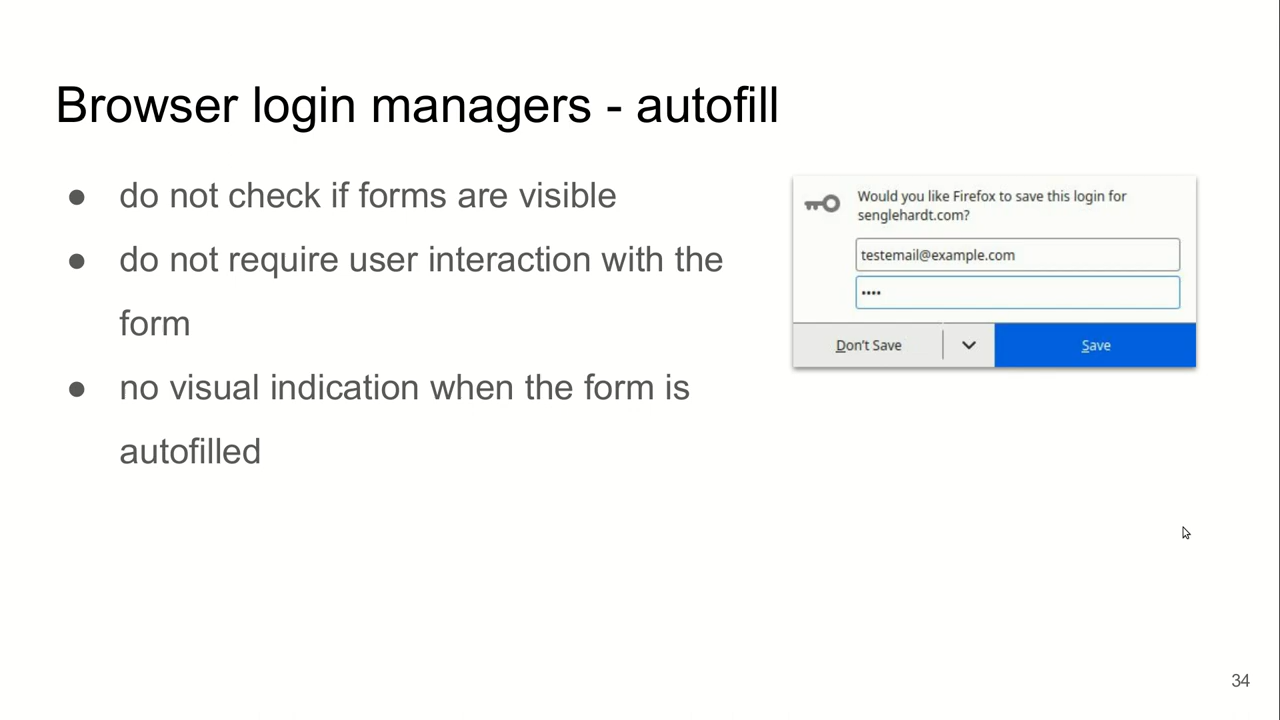 Browser login managers - autofill
● do not check if forms are visible
● do not require user interaction with the
form
● no visual indication when the form is
autofilled
Would you like Firefox to save this login for
senglehardt.com?
testemail@example.com
••••
Don't Save
Save
34